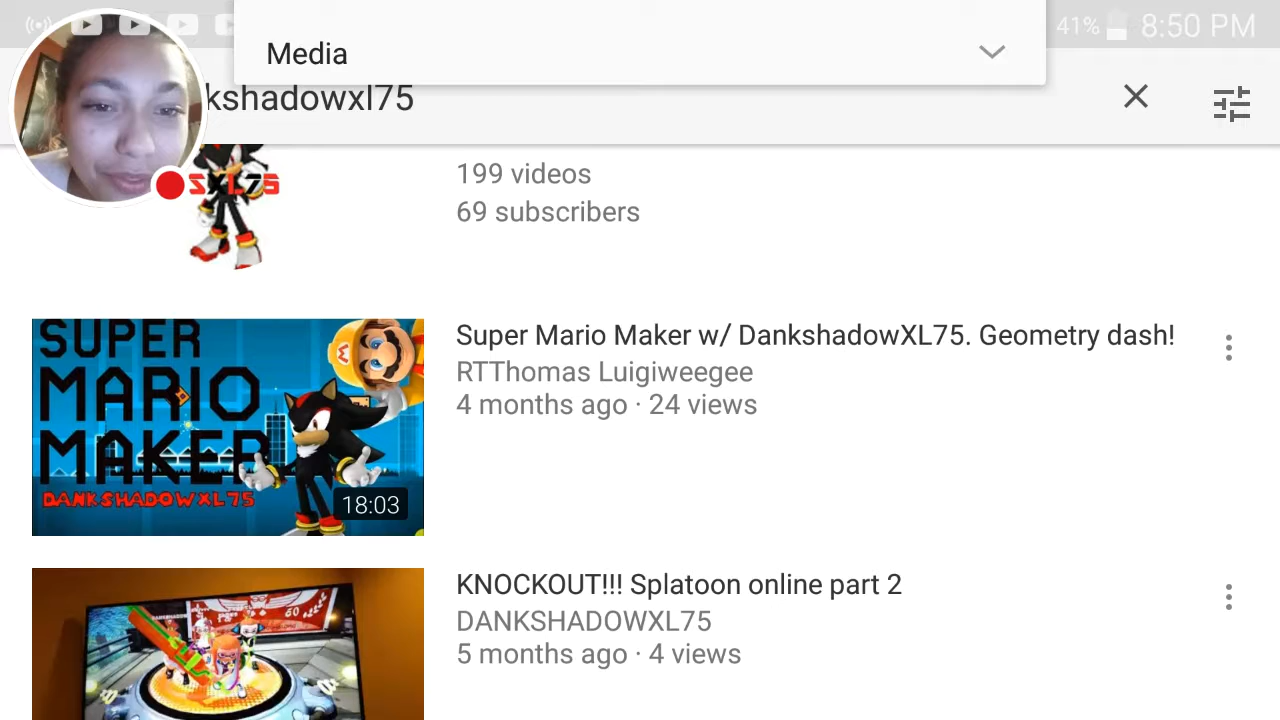 41% 8:50 PM
Media
kshadowxl75
SXL75
199 videos
69 subscribers
SUPER
MARIO
MAKER
DANKSHADOWXL75
18:03
Super Mario Maker w/ DankshadowXL75. Geometry dash!
RTThomas Luigiweegee
4 months ago · 24 views
KNOCKOUT!!! Splatoon online part 2
DANKSHADOWXL75
5 months ago · 4 views